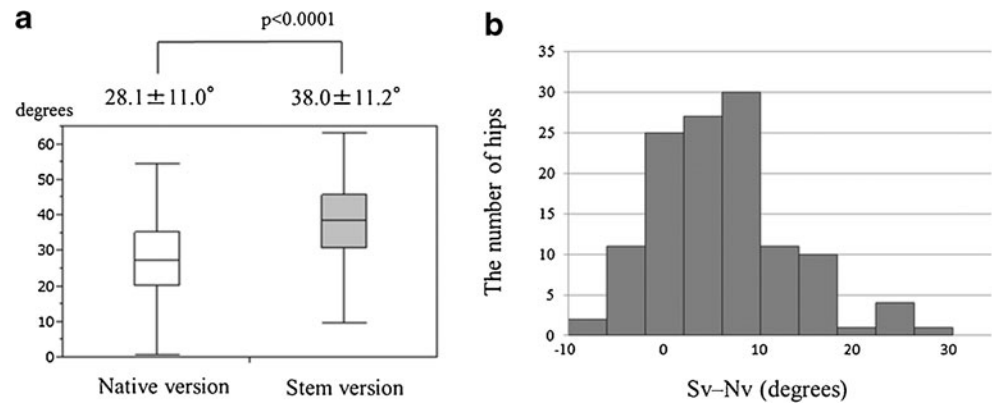 a
p<0.0001
28.1±11.0°
38.0±11.2°
degrees
60
50
40
30
20
10
0
Native version
Stem version
b
The number of hips
35
30
25
20
15
10
5
0
-10 0 10 20 30
Sv–Nv (degrees)